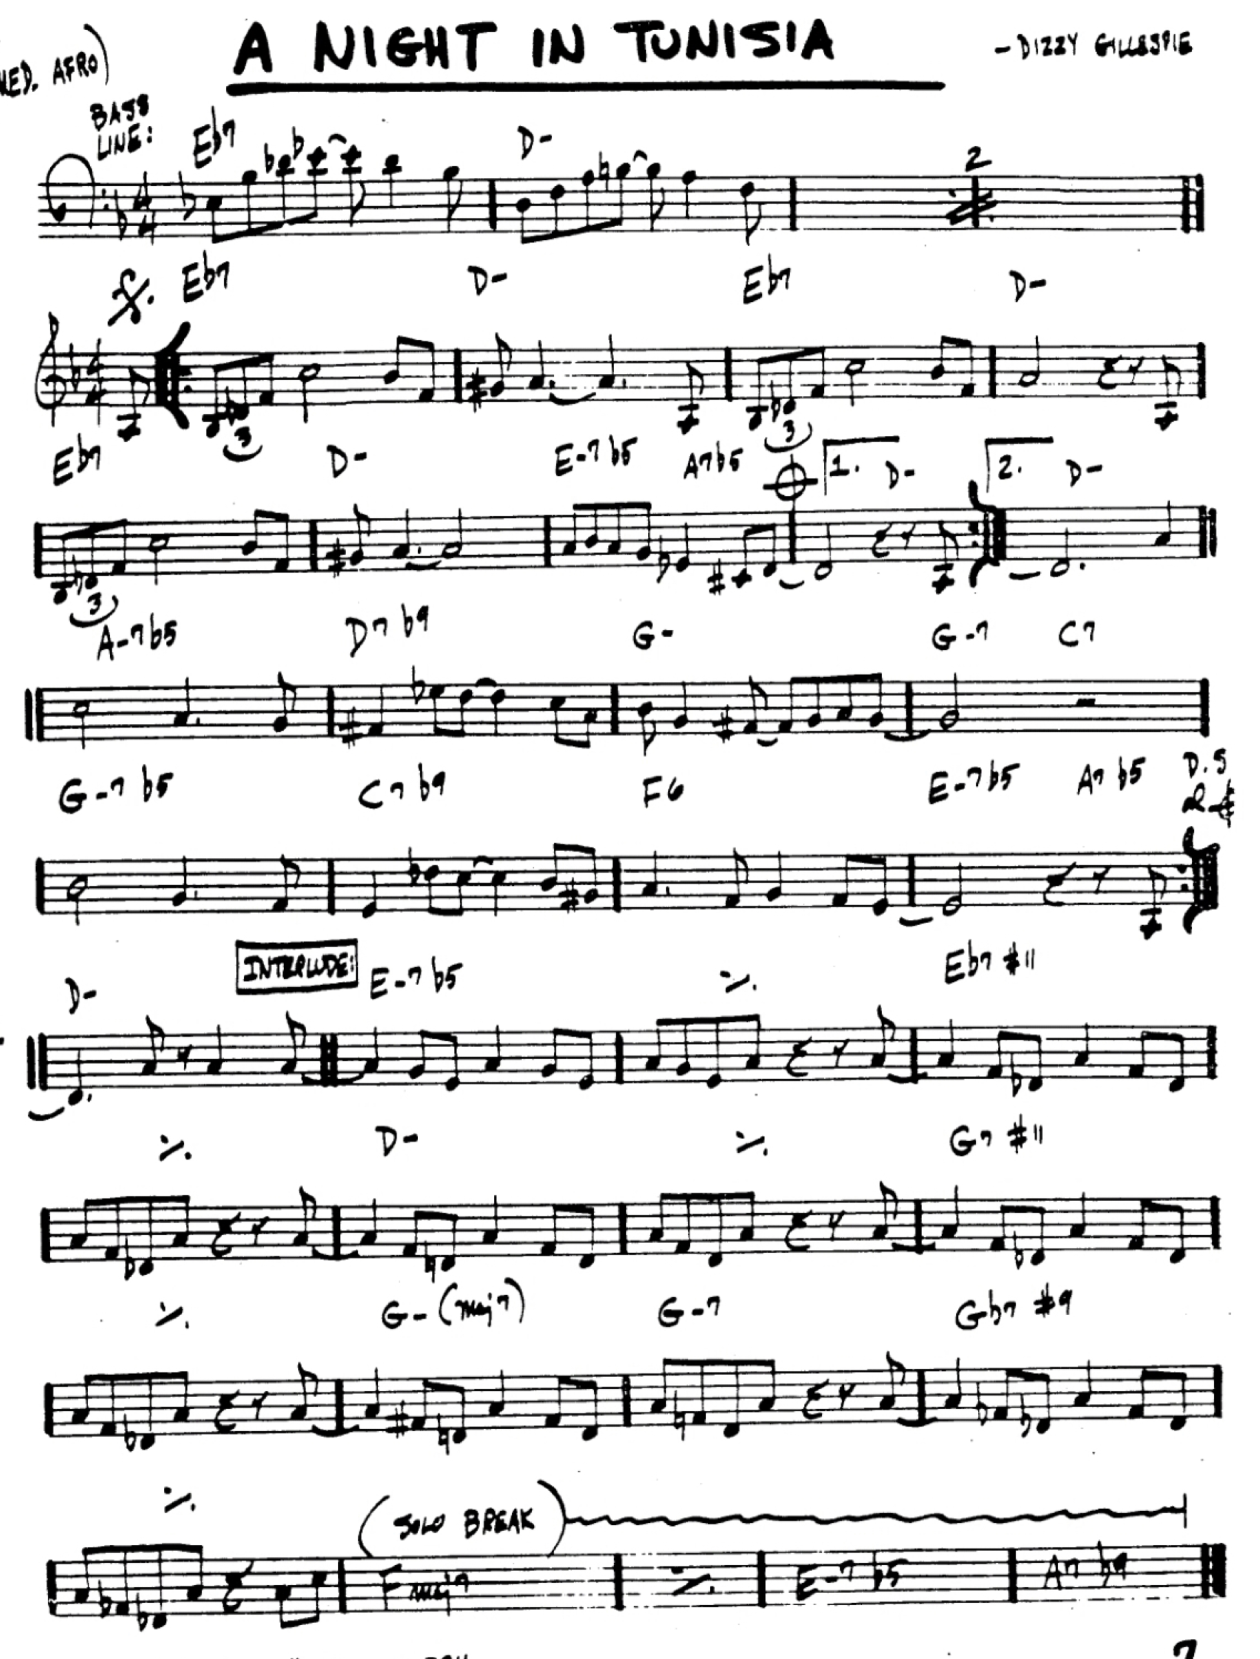 A NIGHT IN TUNISIA
- DIZZY GILLESPIE
MED. AFRO)
BASS
LINE:
Eb7 D- 2
Eb7 D- Eb7 D-
3 3
Eb7 D- E-7b5 A7b5 1. D- 2. D-
3
A-7b5 D7b9 G- G-7 C7
G-7b5 C7b9 F6 E-7b5 A7b5 D.S.
al
D- INTERLUDE: E-7b5 Eb7#11
D- G7#11
G-(maj7) G-7 Gb7#9
(SOLO BREAK)
Fmaj7 E-7b5 A7b9
7